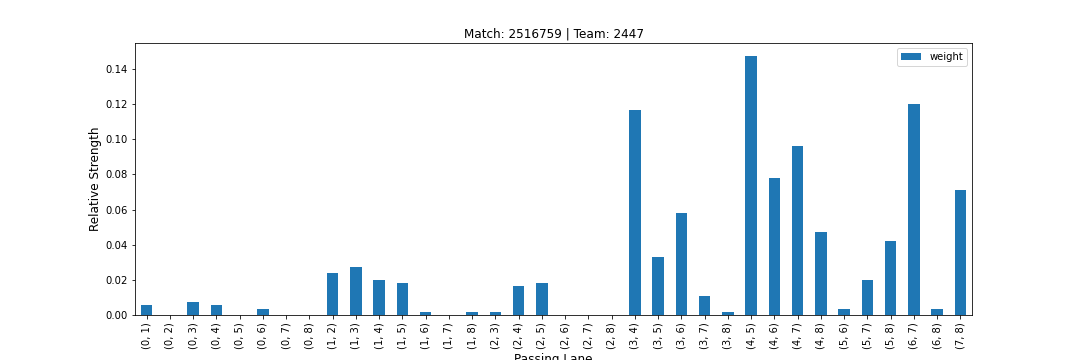 Match: 2516759 | Team: 2447
weight
Relative Strength
0.14
0.12
0.10
0.08
0.06
0.04
0.02
0.00
(0, 1) (0, 2) (0, 3) (0, 4) (0, 5) (0, 6) (0, 7) (0, 8) (1, 2) (1, 3) (1, 4) (1, 5) (1, 6) (1, 7) (1, 8) (2, 3) (2, 4) (2, 5) (2, 6) (2, 7) (2, 8) (3, 4) (3, 5) (3, 6) (3, 7) (3, 8) (4, 5) (4, 6) (4, 7) (4, 8) (5, 6) (5, 7) (5, 8) (6, 7) (6, 8) (7, 8)
Passing Lane